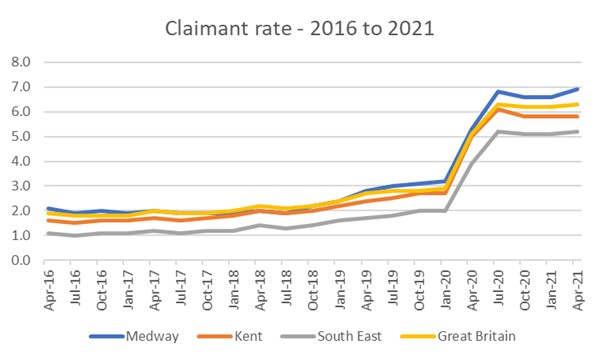 Claimant rate - 2016 to 2021
8.0
7.0
6.0
5.0
4.0
3.0
2.0
1.0
0.0
Apr-16
Jul-16
Oct-16
Jan-17
Apr-17
Jul-17
Oct-17
Jan-18
Apr-18
Jul-18
Oct-18
Jan-19
Apr-19
Jul-19
Oct-19
Jan-20
Apr-20
Jul-20
Oct-20
Jan-21
Apr-21
Medway Kent South East Great Britain